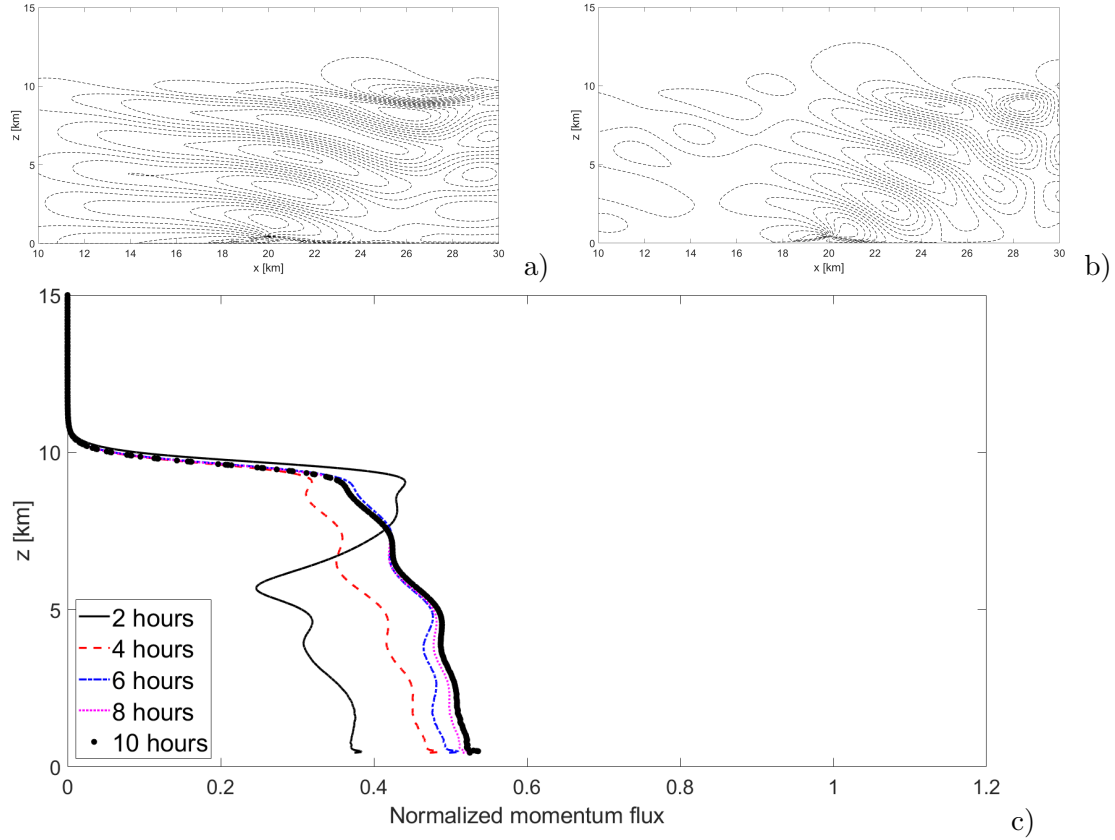 15
10
5
0
z [km]
10 12 14 16 18 20 22 24 26 28 30
x [km]
a)
15
10
5
0
z [km]
10 12 14 16 18 20 22 24 26 28 30
x [km]
b)
15
10
5
0
z [km]
2 hours
4 hours
6 hours
8 hours
10 hours
0 0.2 0.4 0.6 0.8 1 1.2
Normalized momentum flux
c)